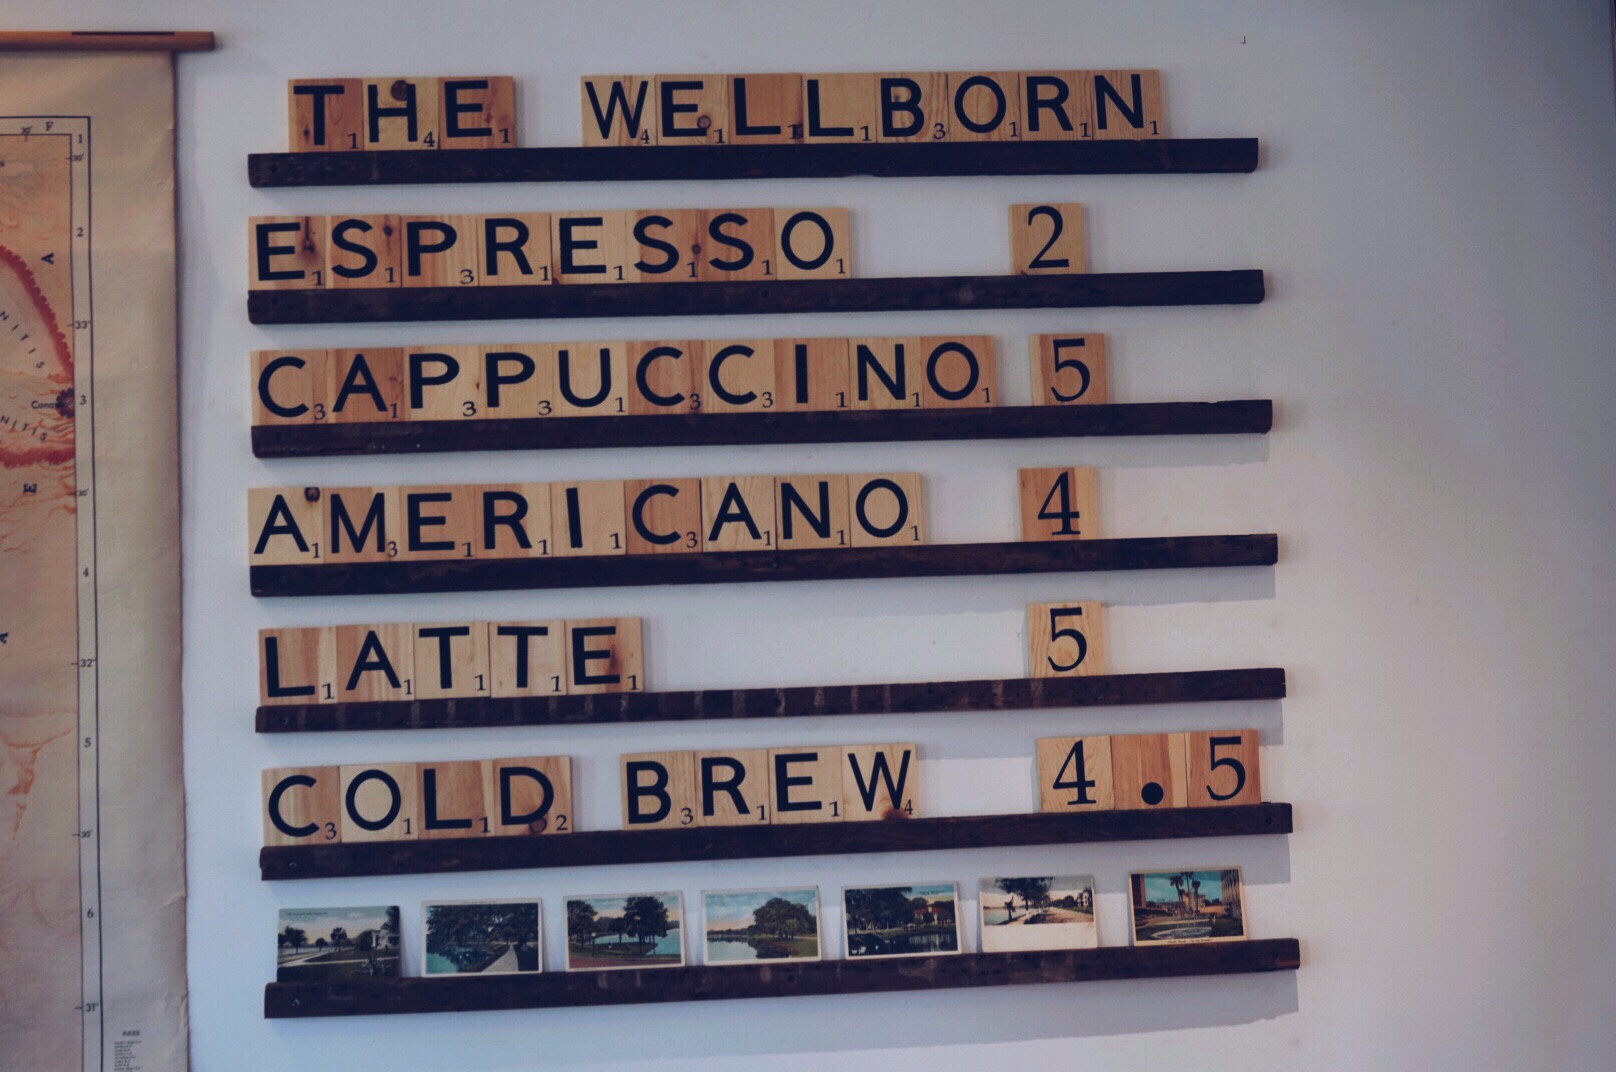 THE WELLBORN
ESPRESSO 2
CAPPUCCINO 5
AMERICANO 4
LATTE 5
COLD BREW 4.5